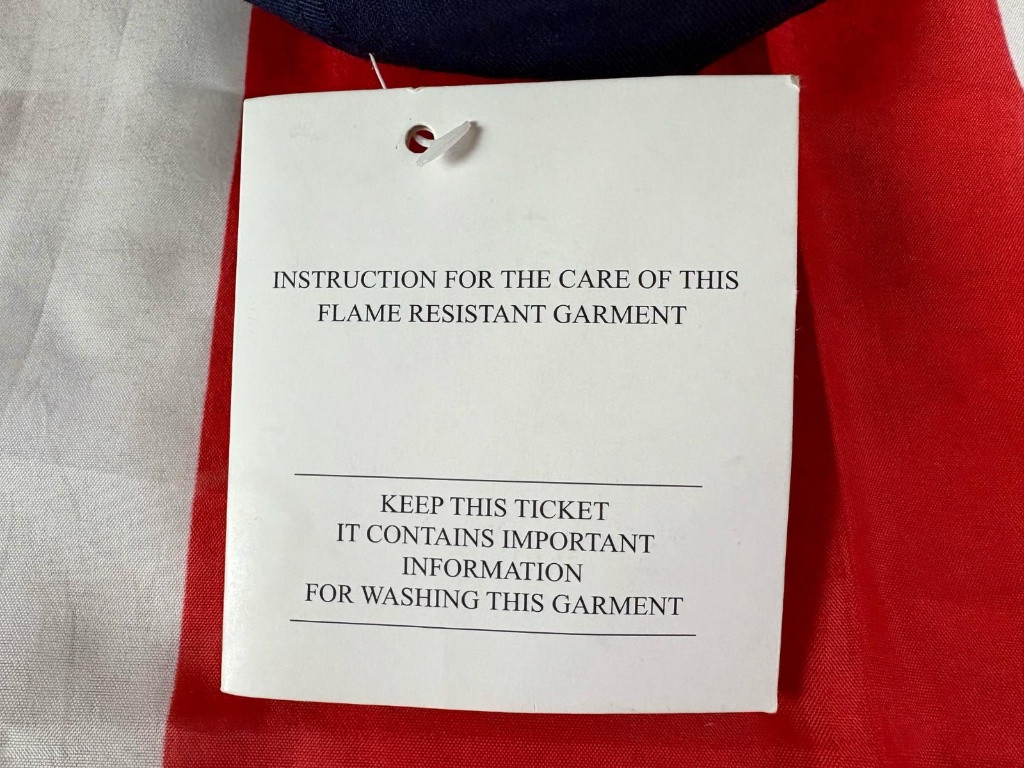 INSTRUCTION FOR THE CARE OF THIS
FLAME RESISTANT GARMENT
KEEP THIS TICKET
IT CONTAINS IMPORTANT
INFORMATION
FOR WASHING THIS GARMENT